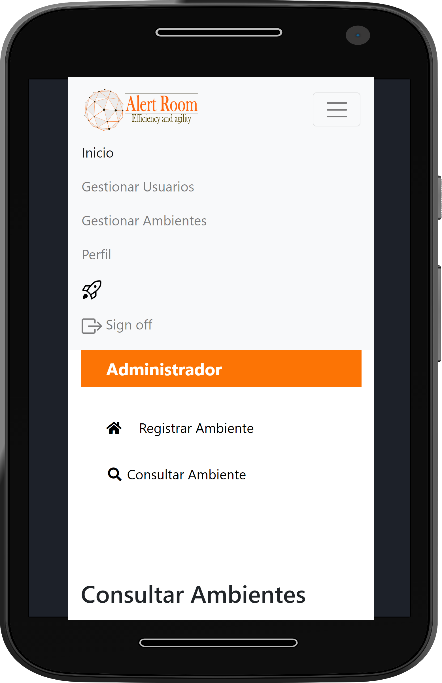 Alert Room
Efficiency and agility
Inicio
Gestionar Usuarios
Gestionar Ambientes
Perfil
Sign off
Administrador
Registrar Ambiente
Consultar Ambiente
Consultar Ambientes